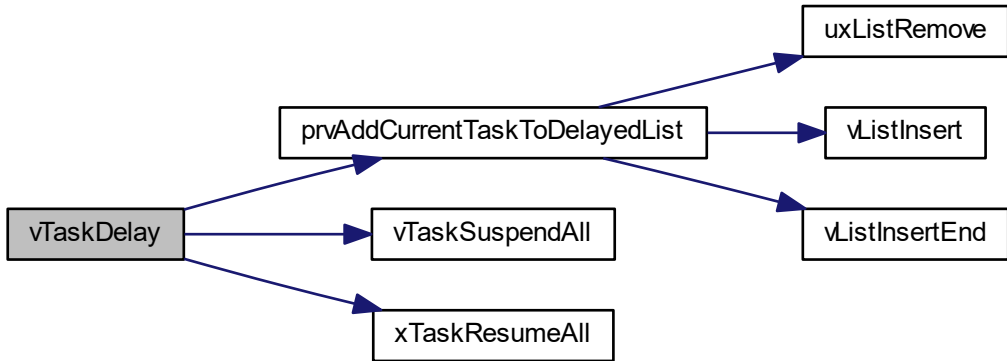 uxListRemove
prvAddCurrentTaskToDelayedList
vListInsert
vTaskDelay
vTaskSuspendAll
vListInsertEnd
xTaskResumeAll